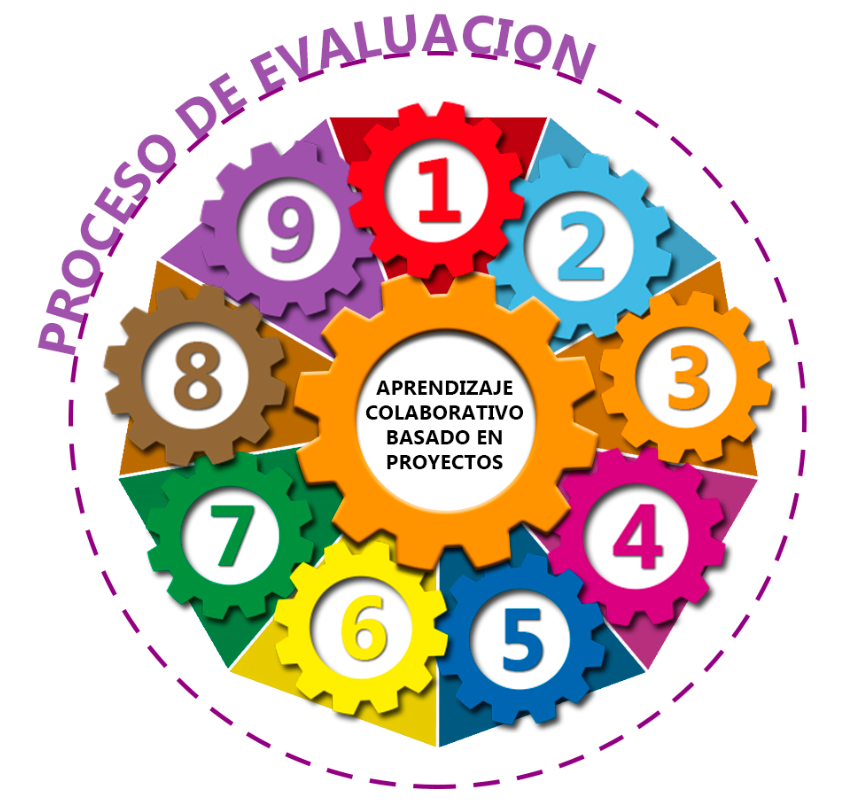 PROCESO DE EVALUACION
1
2
3
4
5
6
7
8
9
APRENDIZAJE
COLABORATIVO
BASADO EN
PROYECTOS